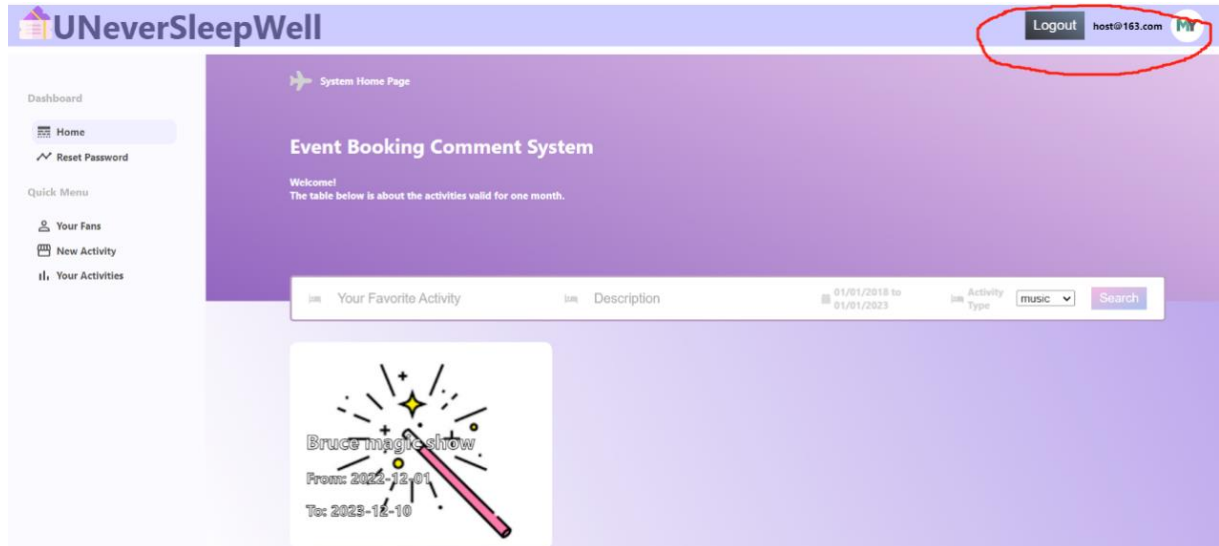 UNeverSleepWell
Logout
host@163.com
MY
System Home Page
Dashboard
Home
Reset Password
Quick Menu
Your Fans
New Activity
Your Activities
Event Booking Comment System
Welcome!
The table below is about the activities valid for one month.
Your Favorite Activity
Description
01/01/2018 to
01/01/2023
Activity
Type
music
Search
Bruce magic show
From: 2022-12-01
To: 2023-12-10